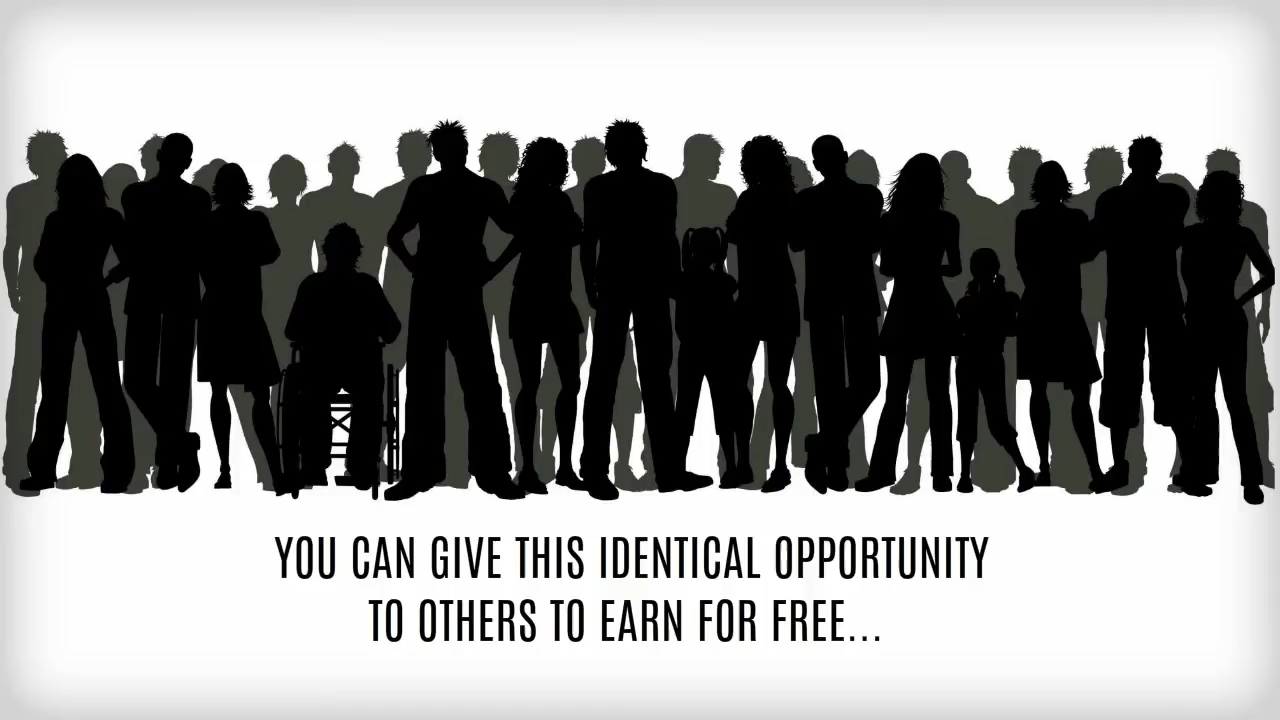 YOU CAN GIVE THIS IDENTICAL OPPORTUNITY
TO OTHERS TO EARN FOR FREE...